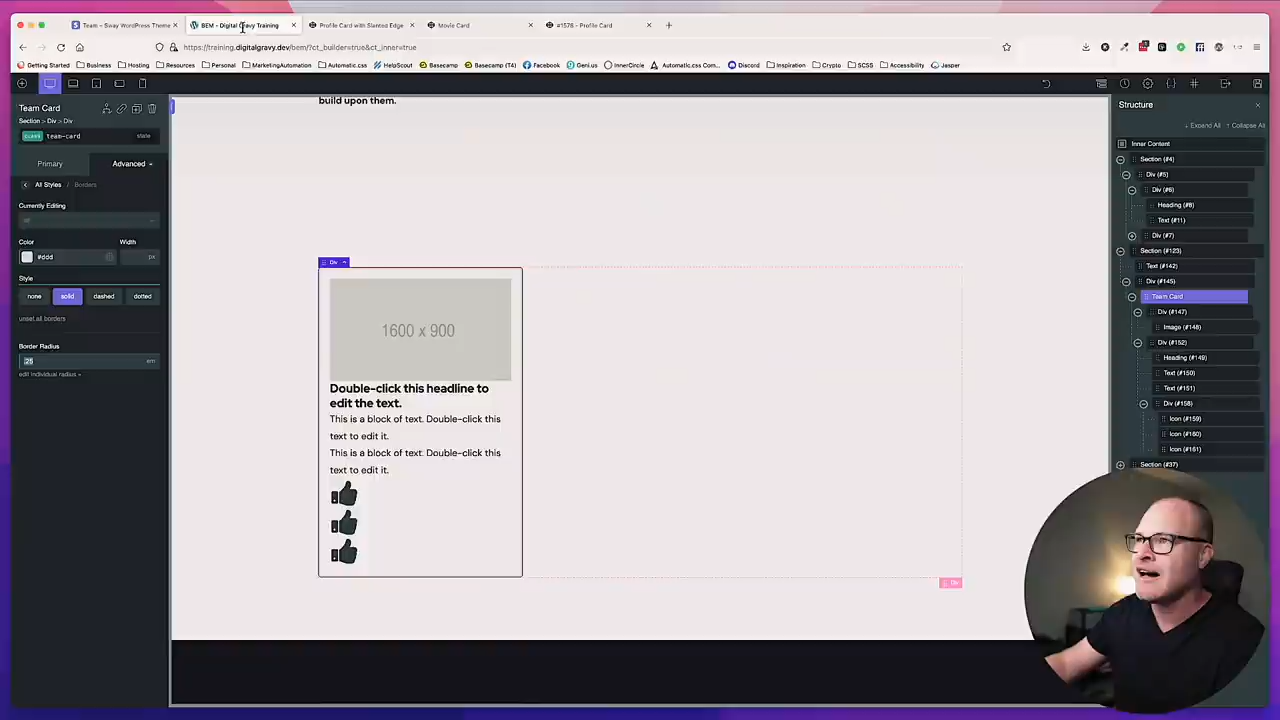 Team – Sway WordPress Theme
BEM - Digital Gravy Training
Profile Card with Slanted Edge
Movie Card
#1578 - Profile Card
https://training.digitalgravy.dev/bem/?ct_builder=true&ct_inner=true
Getting Started
Business
Hosting
Resources
Personal
MarketingAutomation
Automatic.css
HelpScout
Basecamp
Basecamp (T4)
Facebook
Geni.us
InnerCircle
Automatic.css Com...
Discord
Inspiration
Crypto
SCSS
Accessibility
Jasper
Team Card
Section > Div > Div
class
team-card
state
Primary
Advanced
All Styles / Borders
Currently Editing
all
Color
Width
#ddd
px
Style
none
solid
dashed
dotted
unset all borders
Border Radius
.25
em
edit individual radius »
build upon them.
Div
1600 x 900
Double-click this headline to
edit the text.
This is a block of text. Double-click this
text to edit it.
This is a block of text. Double-click this
text to edit it.
Div
Structure
Expand All
Collapse All
Inner Content
Section (#4)
Div (#5)
Div (#6)
Heading (#8)
Text (#11)
Div (#7)
Section (#123)
Text (#142)
Div (#145)
Team Card
Div (#147)
Image (#148)
Div (#152)
Heading (#149)
Text (#150)
Text (#151)
Div (#158)
Icon (#159)
Icon (#160)
Icon (#161)
Section (#37)